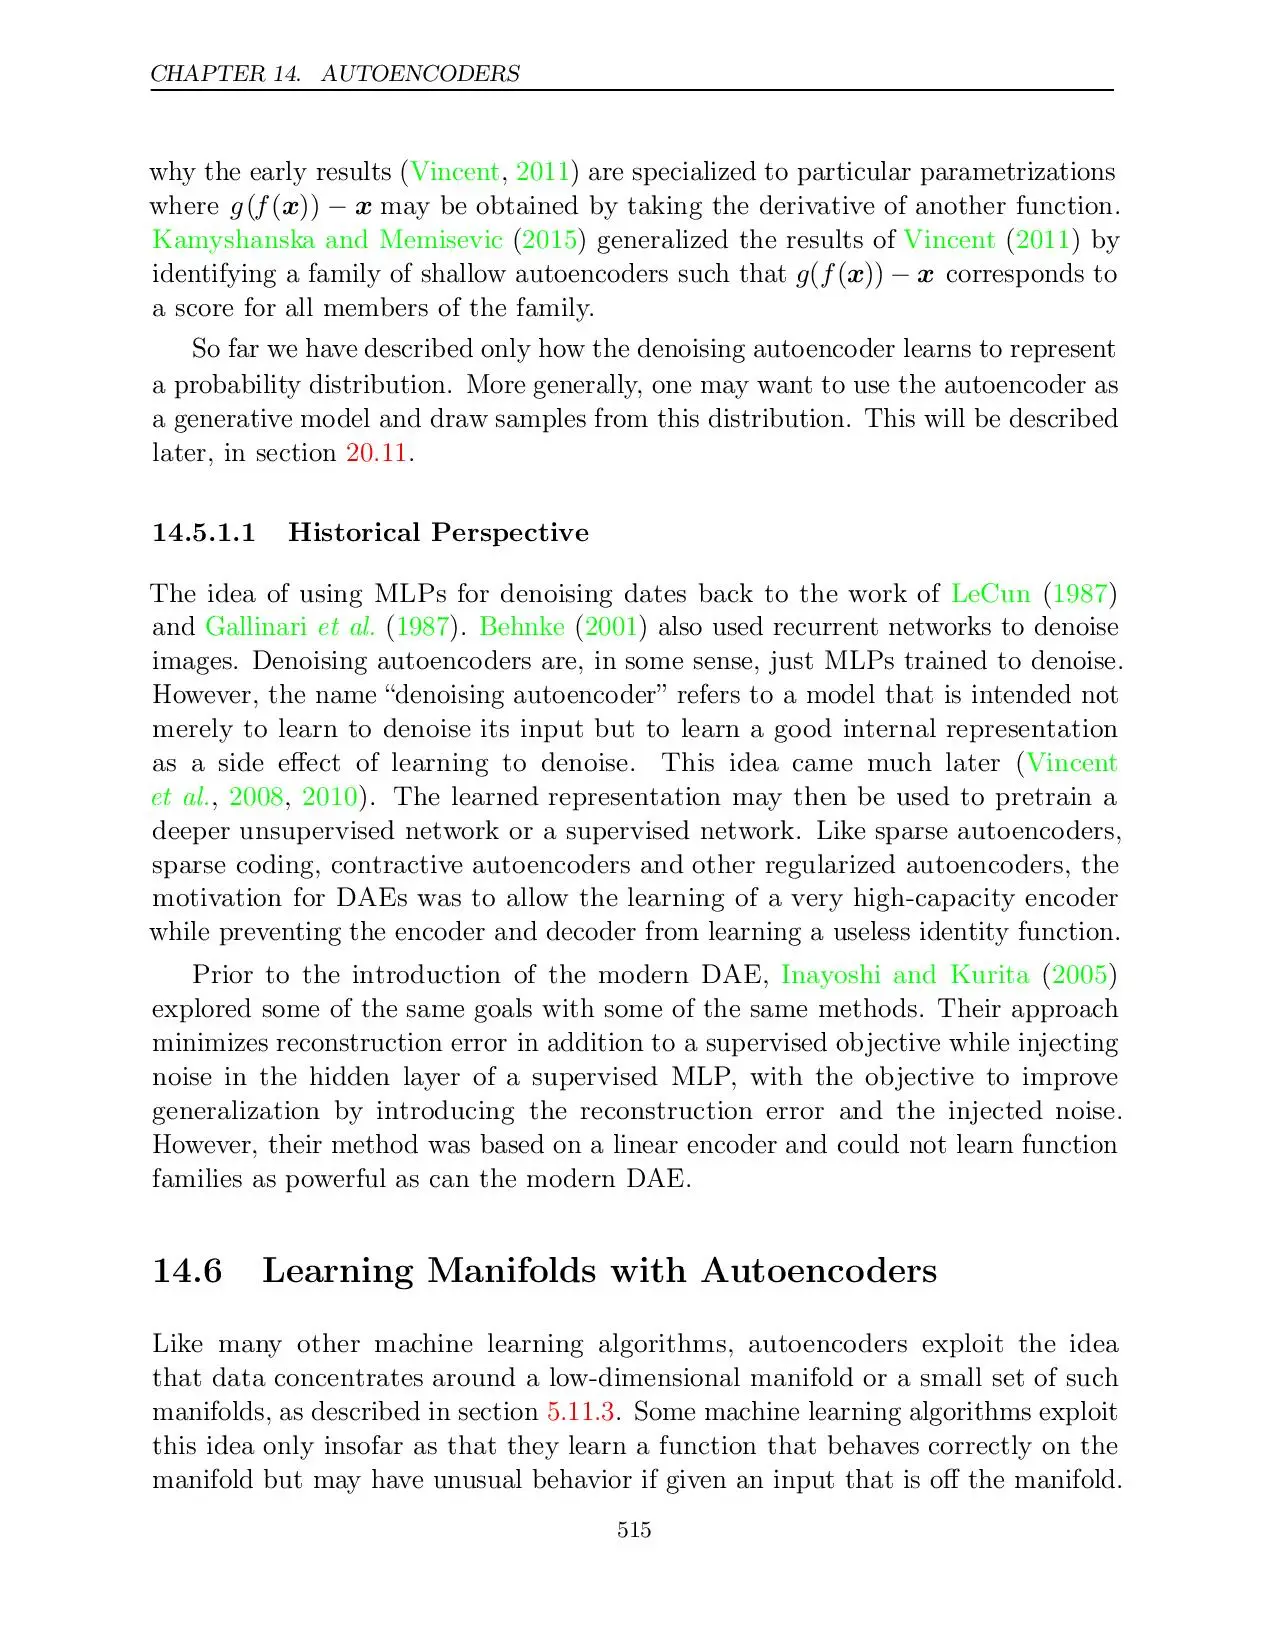 CHAPTER 14. AUTOENCODERS
why the early results (Vincent, 2011) are specialized to particular parametrizations
where g(f(x)) − x may be obtained by taking the derivative of another function.
Kamyshanska and Memisevic (2015) generalized the results of Vincent (2011) by
identifying a family of shallow autoencoders such that g(f(x)) − x corresponds to
a score for all members of the family.
So far we have described only how the denoising autoencoder learns to represent
a probability distribution. More generally, one may want to use the autoencoder as
a generative model and draw samples from this distribution. This will be described
later, in section 20.11.
14.5.1.1 Historical Perspective
The idea of using MLPs for denoising dates back to the work of LeCun (1987)
and Gallinari et al. (1987). Behnke (2001) also used recurrent networks to denoise
images. Denoising autoencoders are, in some sense, just MLPs trained to denoise.
However, the name “denoising autoencoder” refers to a model that is intended not
merely to learn to denoise its input but to learn a good internal representation
as a side effect of learning to denoise. This idea came much later (Vincent
et al., 2008, 2010). The learned representation may then be used to pretrain a
deeper unsupervised network or a supervised network. Like sparse autoencoders,
sparse coding, contractive autoencoders and other regularized autoencoders, the
motivation for DAEs was to allow the learning of a very high-capacity encoder
while preventing the encoder and decoder from learning a useless identity function.
Prior to the introduction of the modern DAE, Inayoshi and Kurita (2005)
explored some of the same goals with some of the same methods. Their approach
minimizes reconstruction error in addition to a supervised objective while injecting
noise in the hidden layer of a supervised MLP, with the objective to improve
generalization by introducing the reconstruction error and the injected noise.
However, their method was based on a linear encoder and could not learn function
families as powerful as can the modern DAE.
14.6 Learning Manifolds with Autoencoders
Like many other machine learning algorithms, autoencoders exploit the idea
that data concentrates around a low-dimensional manifold or a small set of such
manifolds, as described in section 5.11.3. Some machine learning algorithms exploit
this idea only insofar as that they learn a function that behaves correctly on the
manifold but may have unusual behavior if given an input that is off the manifold.
515